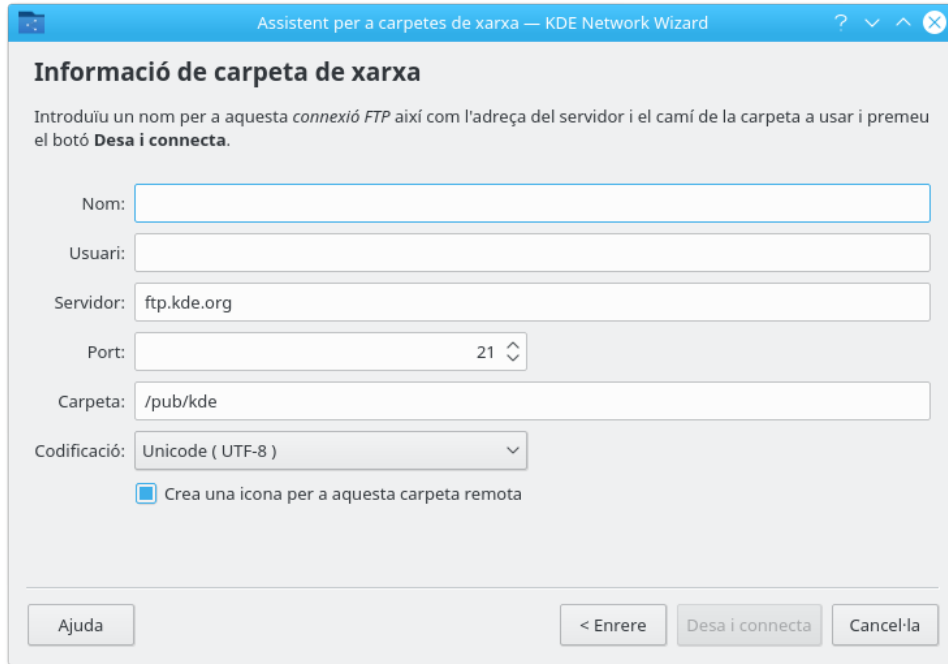 Assistent per a carpetes de xarxa — KDE Network Wizard
Informació de carpeta de xarxa
Introduïu un nom per a aquesta connexió FTP així com l'adreça del servidor i el camí de la carpeta a usar i premeu
el botó Desa i connecta.
Nom:
Usuari:
Servidor: ftp.kde.org
Port: 21
Carpeta: /pub/kde
Codificació: Unicode ( UTF-8 )
Crea una icona per a aquesta carpeta remota
Ajuda < Enrere Desa i connecta Cancel·la